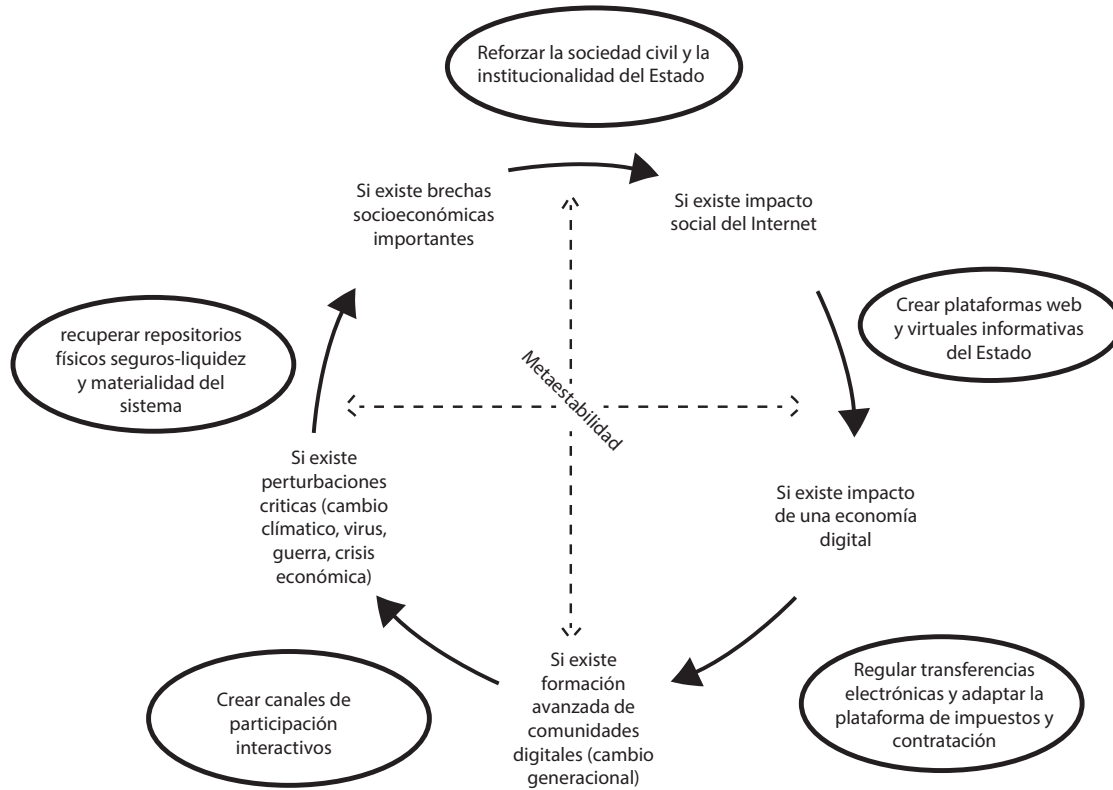 Reforzar la sociedad civil y la
institucionalidad del Estado
Si existe brechas
socioeconómicas
importantes
Si existe impacto
social del Internet
Crear plataformas web
y virtuales informativas
del Estado
recuperar repositorios
físicos seguros-liquidez
y materialidad del
sistema
Metaestabilidad
Si existe
perturbaciones
criticas (cambio
clímatico, virus,
guerra, crisis
económica)
Si existe impacto
de una economía
digital
Si existe
formación
avanzada de
comunidades
digitales (cambio
generacional)
Crear canales de
participación
interactivos
Regular transferencias
electrónicas y adaptar la
plataforma de impuestos y
contratación